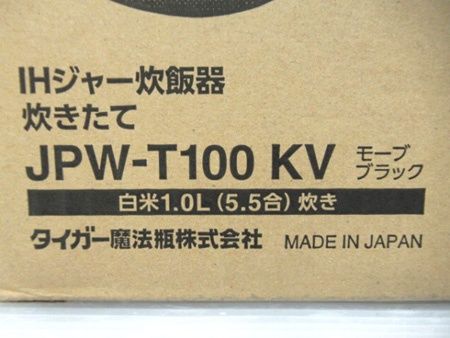 IHジャー炊飯器
炊きたて
JPW-T100 KV モーブ
ブラック
白米1.0L（5.5合）炊き
タイガー魔法瓶株式会社 MADE IN JAPAN